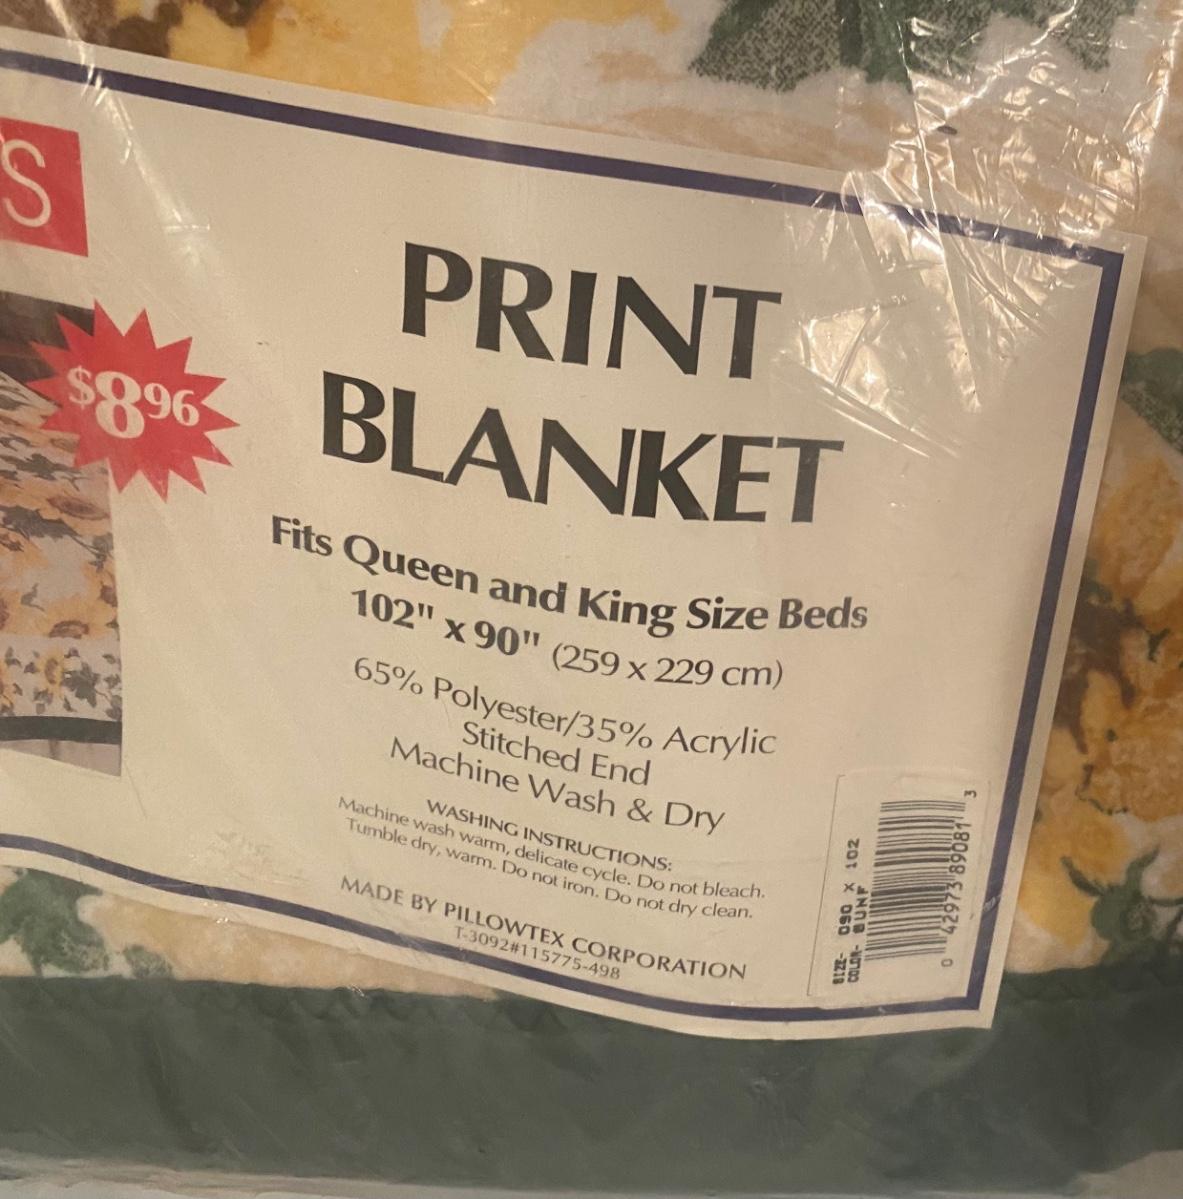 S
$896
PRINT
BLANKET
Fits Queen and King Size Beds
102" x 90" (259 x 229 cm)
65% Polyester/35% Acrylic
Stitched End
Machine Wash & Dry
WASHING INSTRUCTIONS:
Machine wash warm, delicate cycle. Do not bleach.
Tumble dry, warm. Do not iron. Do not dry clean.
MADE BY PILLOWTEX CORPORATION
T-3092#115775-498
SIZE- 090 X 102
COLOR- SUNF
0 42973 89081 3